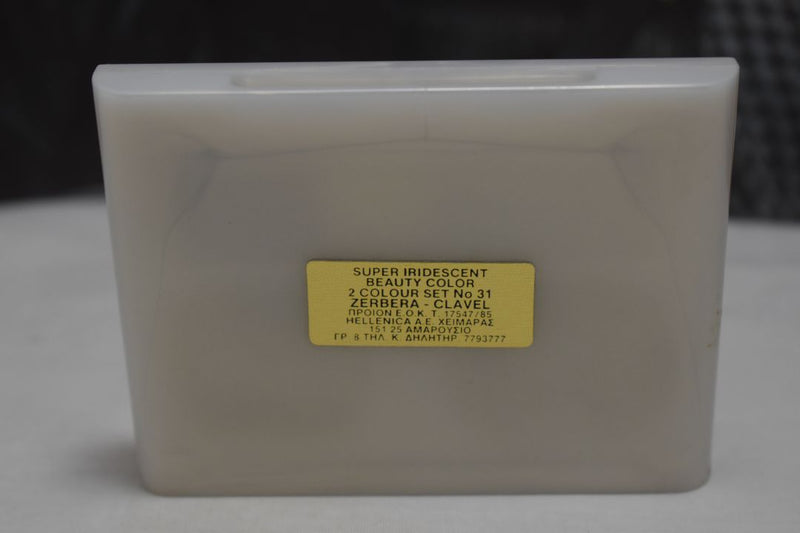 SUPER IRIDESCENT
BEAUTY COLOR
2 COLOUR SET No 31
ZERBERA - CLAVEL
ΠΡΟΙΟΝ Ε.Ο.Κ. Τ. 17547/85
HELLENICA A.E. ΧΕΙΜΑΡΑΣ
151 25 ΑΜΑΡΟΥΣΙΟ
ΓΡ. 8 ΤΗΛ. Κ. ΔΗΛΗΤΗΡ. 7793777